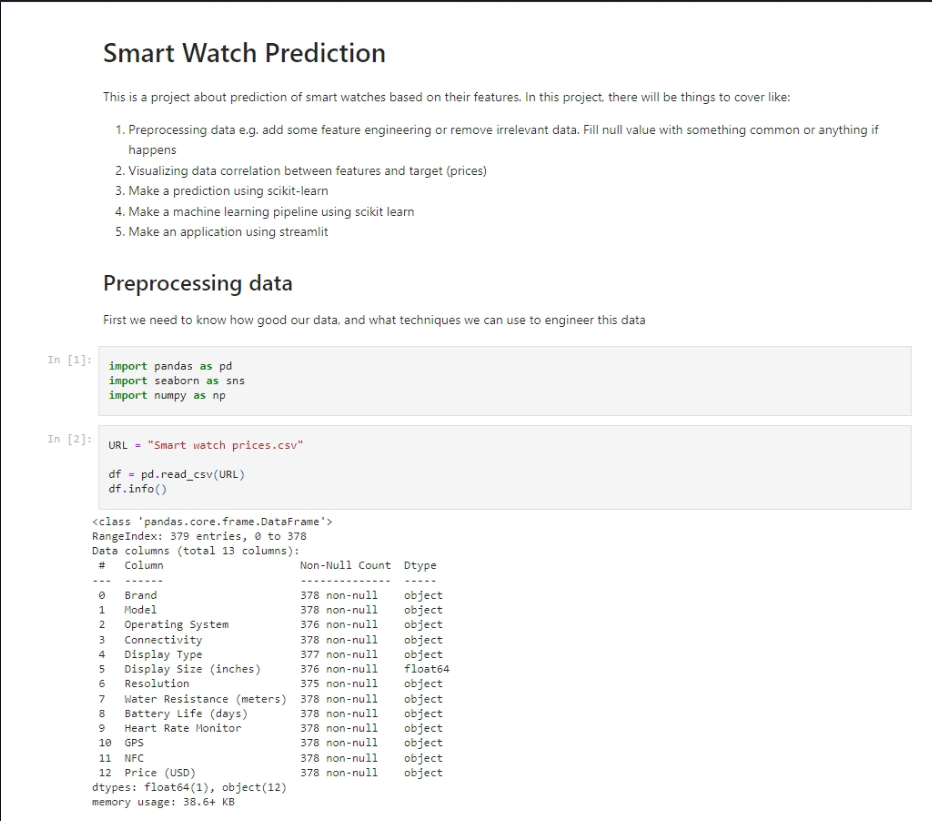 Smart Watch Prediction
This is a project about prediction of smart watches based on their features. In this project, there will be things to cover like:
1. Preprocessing data e.g. add some feature engineering or remove irrelevant data. Fill null value with something common or anything if
happens
2. Visualizing data correlation between features and target (prices)
3. Make a prediction using scikit-learn
4. Make a machine learning pipeline using scikit learn
5. Make an application using streamlit
Preprocessing data
First we need to know how good our data, and what techniques we can use to engineer this data
In [1]: import pandas as pd
import seaborn as sns
import numpy as np
In [2]: URL = "Smart watch prices.csv"
df = pd.read_csv(URL)
df.info()
<class 'pandas.core.frame.DataFrame'>
RangeIndex: 379 entries, 0 to 378
Data columns (total 13 columns):
#   Column                    Non-Null Count  Dtype
---  ------                    --------------  -----
0   Brand                     378 non-null    object
1   Model                     378 non-null    object
2   Operating System          376 non-null    object
3   Connectivity              378 non-null    object
4   Display Type              377 non-null    object
5   Display Size (inches)     376 non-null    float64
6   Resolution                375 non-null    object
7   Water Resistance (meters) 378 non-null    object
8   Battery Life (days)       378 non-null    object
9   Heart Rate Monitor        378 non-null    object
10  GPS                       378 non-null    object
11  NFC                       378 non-null    object
12  Price (USD)               378 non-null    object
dtypes: float64(1), object(12)
memory usage: 38.6+ KB